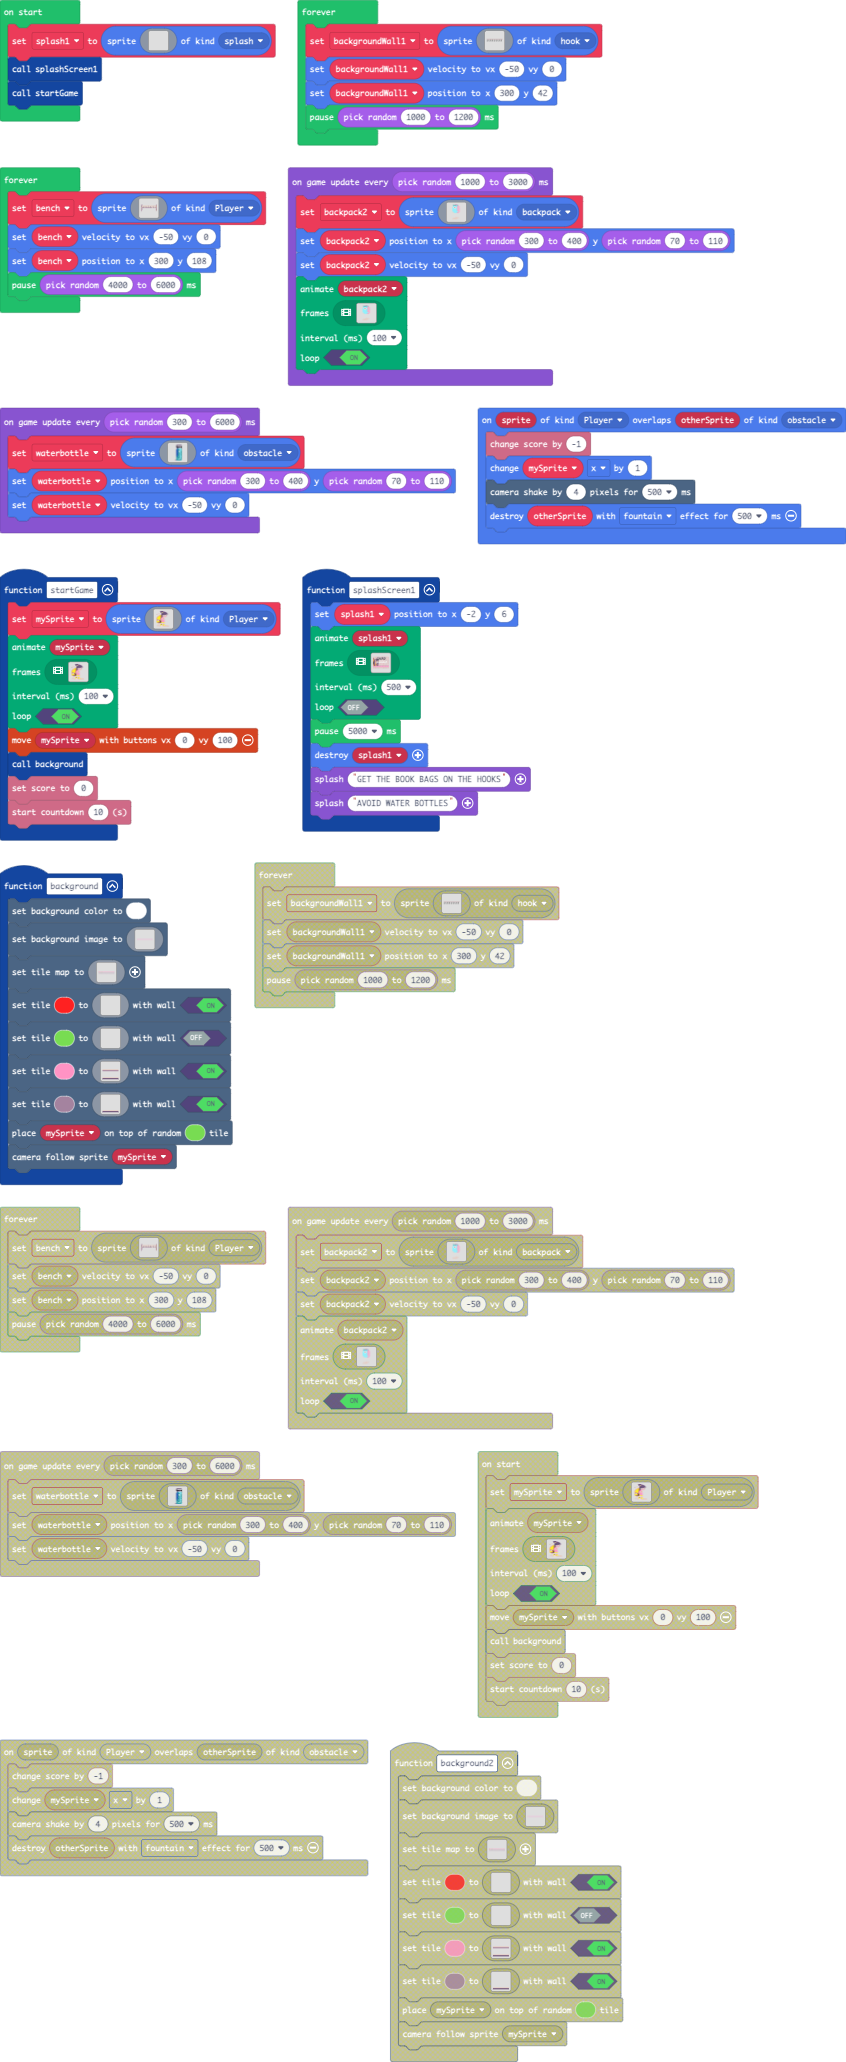 on start
set splash1 to sprite of kind splash
call splashScreen1
call startGame
forever
set backgroundWall1 to sprite of kind hook
set backgroundWall1 velocity to vx -50 vy 0
set backgroundWall1 position to x 300 y 42
pause pick random 1000 to 1200 ms
forever
set bench to sprite of kind Player
set bench velocity to vx -50 vy 0
set bench position to x 300 y 108
pause pick random 4000 to 6000 ms
on game update every pick random 1000 to 3000 ms
set backpack2 to sprite of kind backpack
set backpack2 position to x pick random 300 to 400 y pick random 70 to 110
set backpack2 velocity to vx -50 vy 0
animate backpack2
frames
interval (ms) 100
loop ON
on game update every pick random 300 to 6000 ms
set waterbottle to sprite of kind obstacle
set waterbottle position to x pick random 300 to 400 y pick random 70 to 110
set waterbottle velocity to vx -50 vy 0
on sprite of kind Player overlaps otherSprite of kind obstacle
change score by -1
change mySprite x by 1
camera shake by 4 pixels for 500 ms
destroy otherSprite with fountain effect for 500 ms
function startGame
set mySprite to sprite of kind Player
animate mySprite
frames
interval (ms) 100
loop ON
move mySprite with buttons vx 0 vy 100
call background
set score to 0
start countdown 10 (s)
function splashScreen1
set splash1 position to x -2 y 6
animate splash1
frames
interval (ms) 500
loop OFF
pause 5000 ms
destroy splash1
splash "GET THE BOOK BAGS ON THE HOOKS"
splash "AVOID WATER BOTTLES"
function background
set background color to
set background image to
set tile map to
set tile to with wall ON
set tile to with wall OFF
set tile to with wall ON
set tile to with wall ON
place mySprite on top of random tile
camera follow sprite mySprite
forever
set backgroundWall1 to sprite of kind hook
set backgroundWall1 velocity to vx -50 vy 0
set backgroundWall1 position to x 300 y 42
pause pick random 1000 to 1200 ms
forever
set bench to sprite of kind Player
set bench velocity to vx -50 vy 0
set bench position to x 300 y 108
pause pick random 4000 to 6000 ms
on game update every pick random 1000 to 3000 ms
set backpack2 to sprite of kind backpack
set backpack2 position to x pick random 300 to 400 y pick random 70 to 110
set backpack2 velocity to vx -50 vy 0
animate backpack2
frames
interval (ms) 100
loop ON
on game update every pick random 300 to 6000 ms
set waterbottle to sprite of kind obstacle
set waterbottle position to x pick random 300 to 400 y pick random 70 to 110
set waterbottle velocity to vx -50 vy 0
on start
set mySprite to sprite of kind Player
animate mySprite
frames
interval (ms) 100
loop ON
move mySprite with buttons vx 0 vy 100
call background
set score to 0
start countdown 10 (s)
on sprite of kind Player overlaps otherSprite of kind obstacle
change score by -1
change mySprite x by 1
camera shake by 4 pixels for 500 ms
destroy otherSprite with fountain effect for 500 ms
function background2
set background color to
set background image to
set tile map to
set tile to with wall ON
set tile to with wall OFF
set tile to with wall ON
set tile to with wall ON
place mySprite on top of random tile
camera follow sprite mySprite